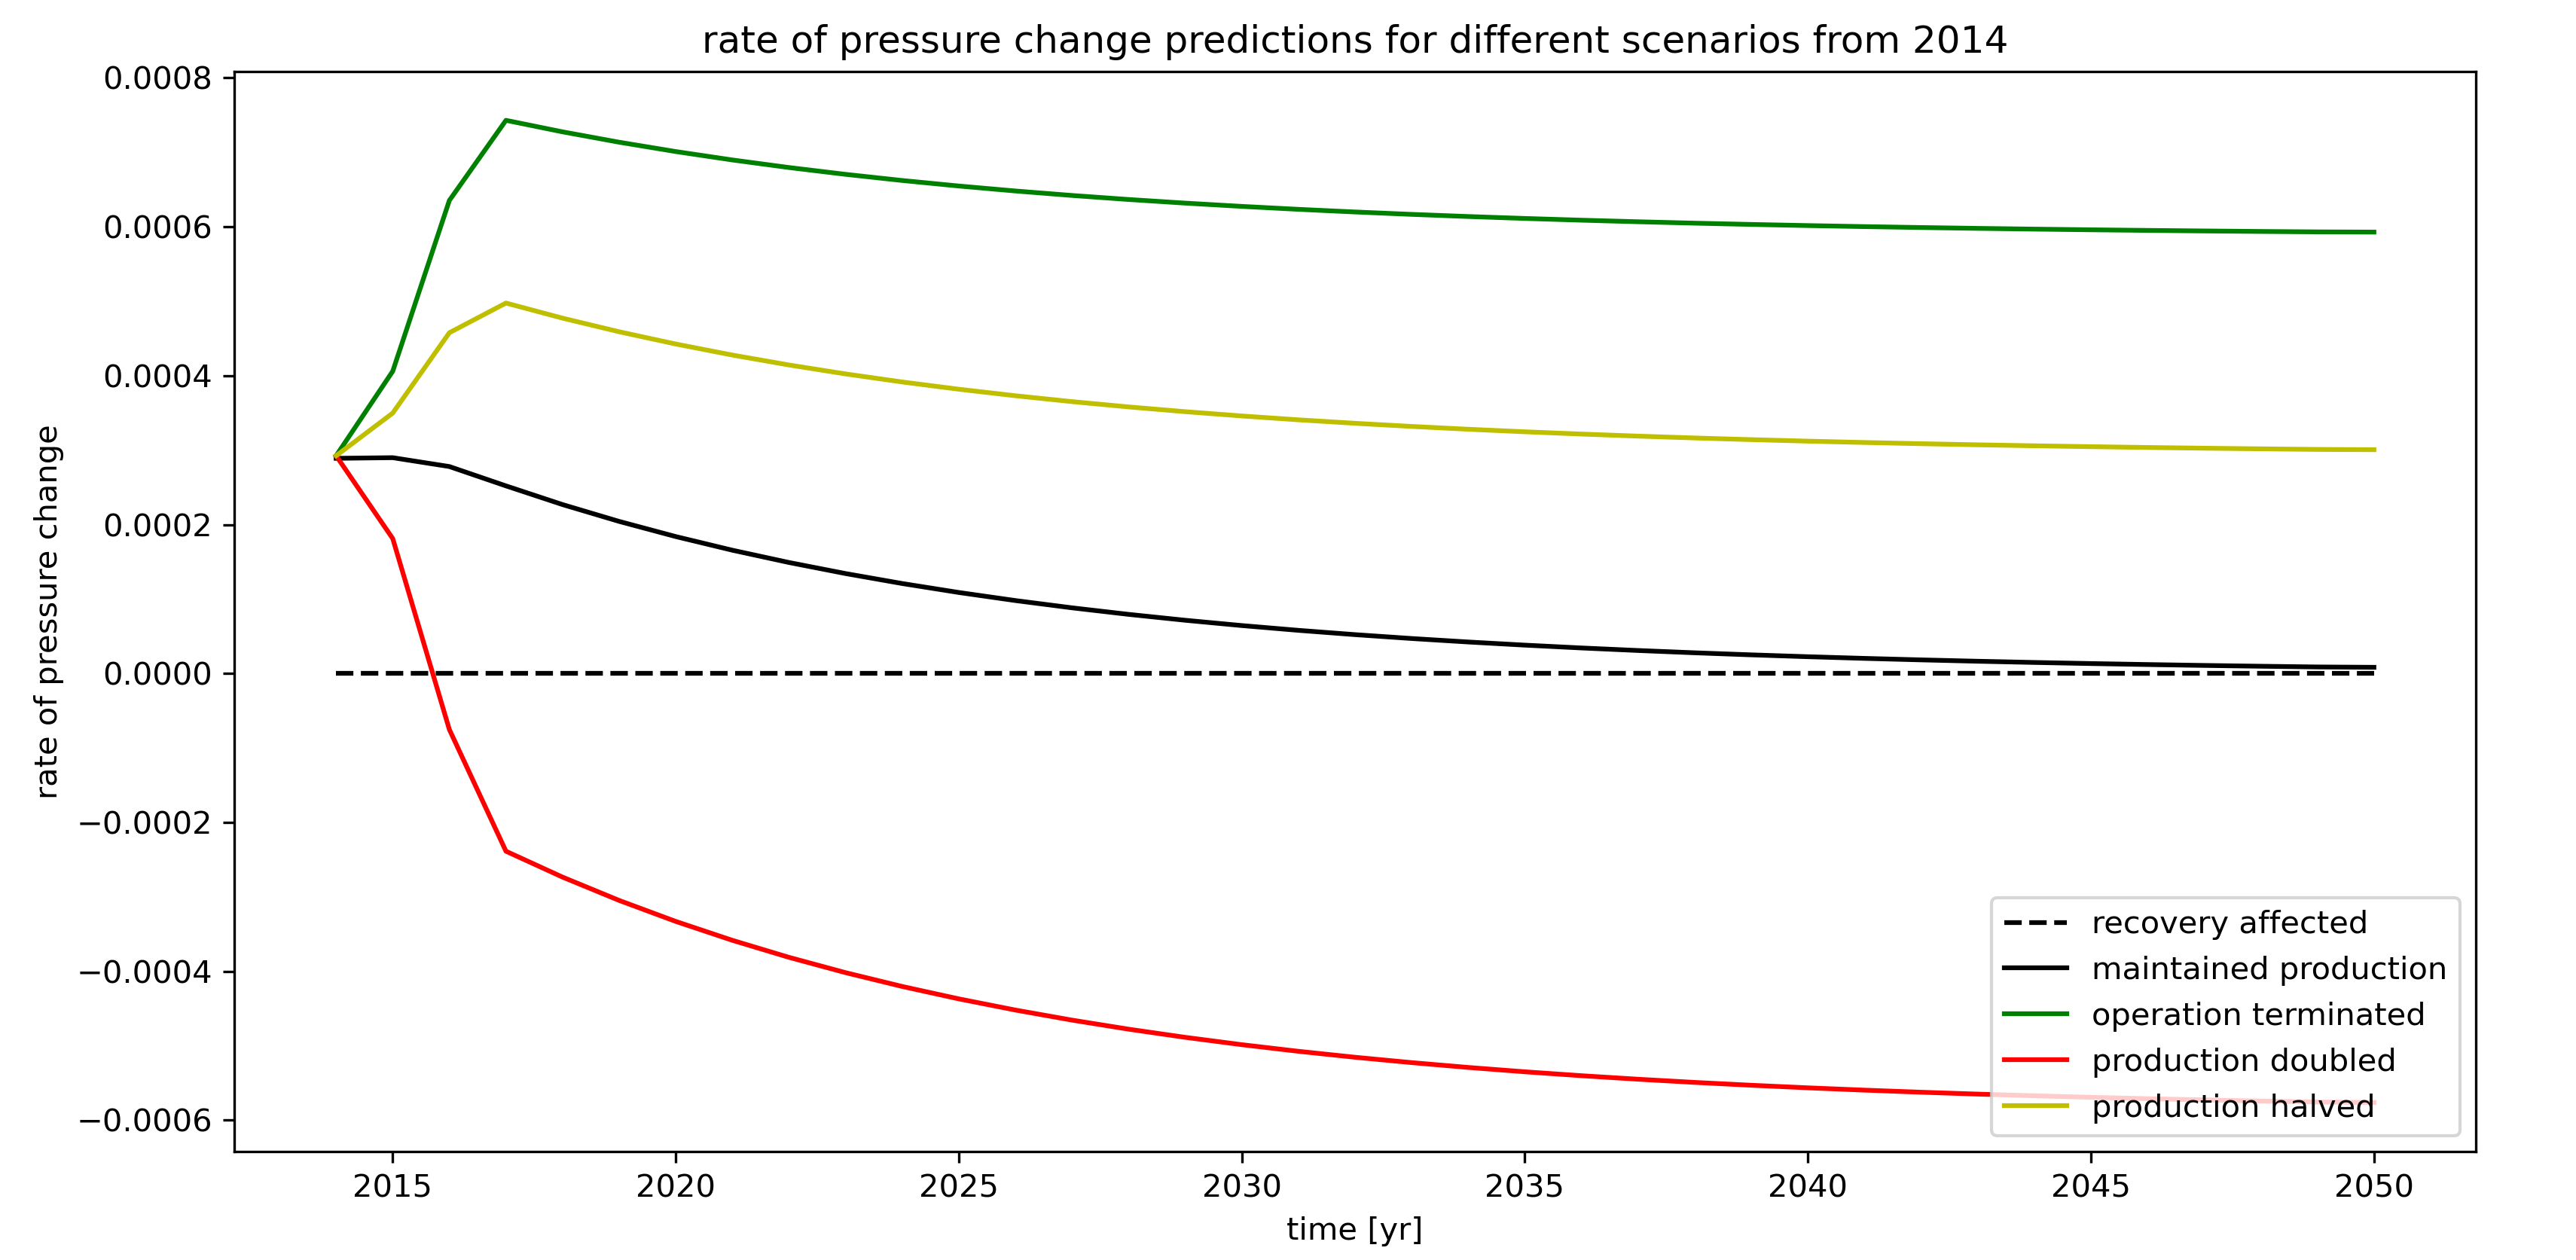 rate of pressure change predictions for different scenarios from 2014
0.0008
0.0006
0.0004
0.0002
0.0000
−0.0002
−0.0004
−0.0006
rate of pressure change
recovery affected
maintained production
operation terminated
production doubled
production halved
2015 2020 2025 2030 2035 2040 2045 2050
time [yr]